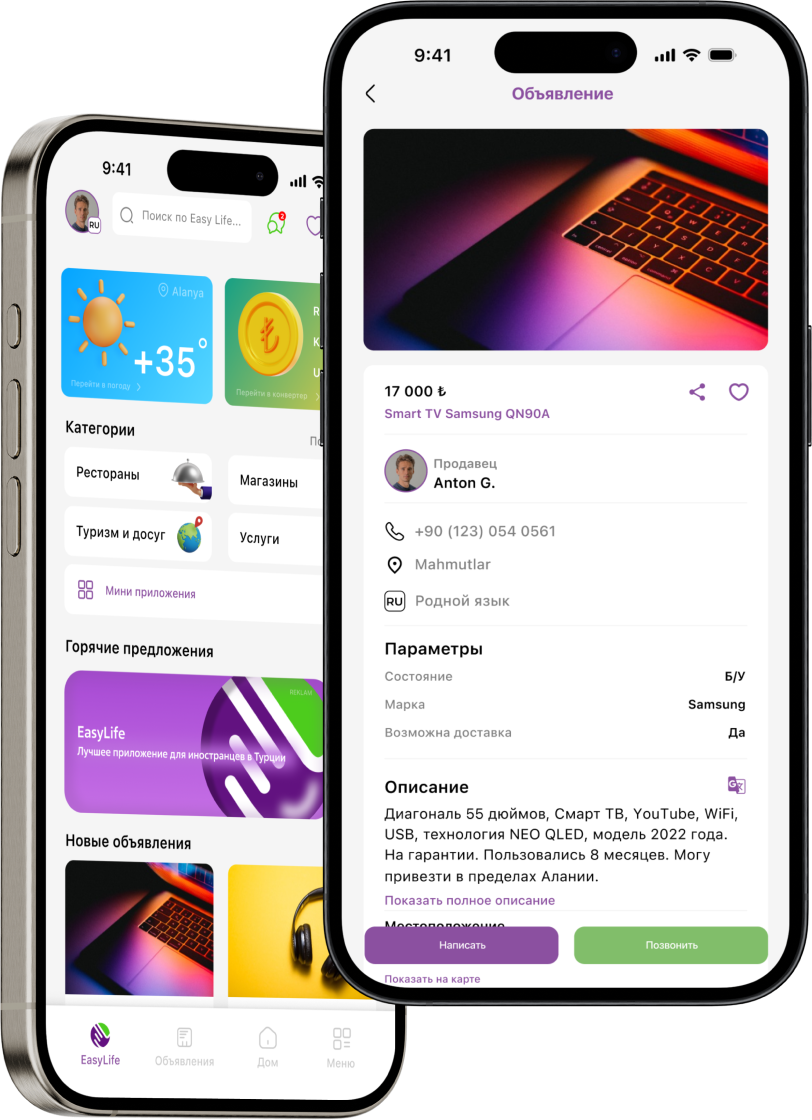 9:41
RU
Поиск по Easy Life...
2
Alanya
+35°
Перейти в погоду
Перейти в конвертер
Категории
Рестораны
Магазины
Туризм и досуг
Услуги
Мини приложения
Горячие предложения
REKLAM
EasyLife
Лучшее приложение для иностранцев в Турции
Новые объявления
EasyLife
Объявления
Дом
Меню
9:41
Объявление
17 000 ₺
Smart TV Samsung QN90A
Продавец
Anton G.
+90 (123) 054 0561
Mahmutlar
RU Родной язык
Параметры
Состояние Б/У
Марка Samsung
Возможна доставка Да
Описание
Диагональ 55 дюймов, Смарт ТВ, YouTube, WiFi,
USB, технология NEO QLED, модель 2022 года.
На гарантии. Пользовались 8 месяцев. Могу
привезти в пределах Алании.
Показать полное описание
Местоположение
Написать
Позвонить
Показать на карте